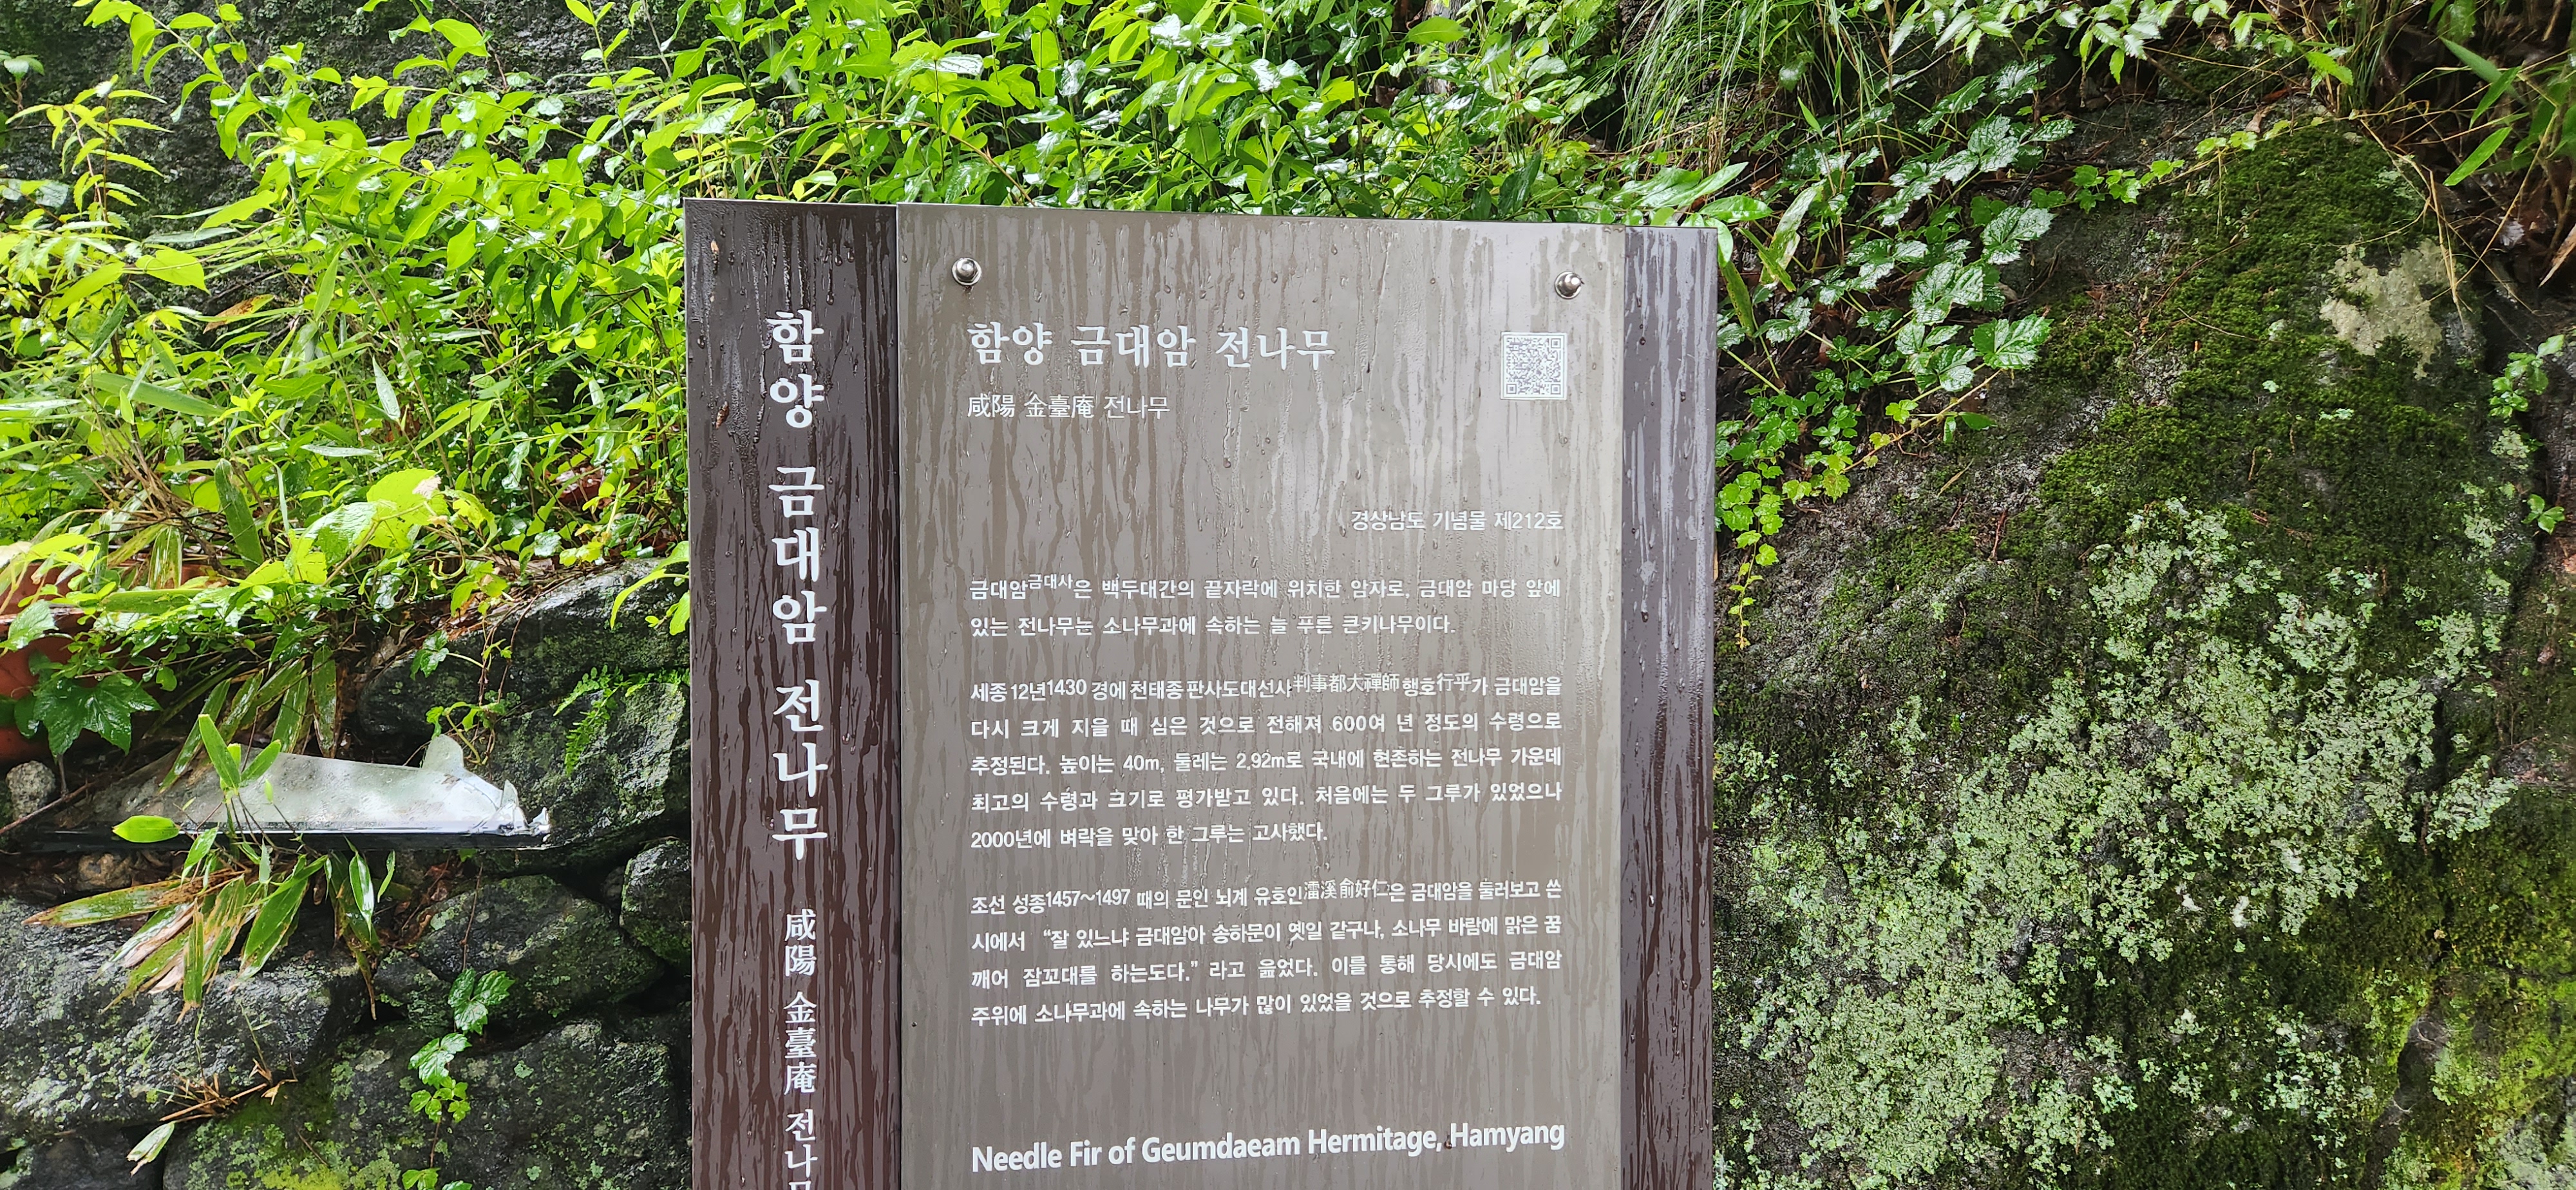 함양 금대암 전나무 咸陽 金臺庵 전나무
함양 금대암 전나무
咸陽 金臺庵 전나무
경상남도 기념물 제212호
금대암금대사은 백두대간의 끝자락에 위치한 암자로, 금대암 마당 앞에
있는 전나무는 소나무과에 속하는 늘 푸른 큰키나무이다.
세종 12년1430 경에 천태종 판사도대선사判事都大禪師 행호行乎가 금대암을
다시 크게 지을 때 심은 것으로 전해져 600여 년 정도의 수령으로
추정된다. 높이는 40m, 둘레는 2.92m로 국내에 현존하는 전나무 가운데
최고의 수령과 크기로 평가받고 있다. 처음에는 두 그루가 있었으나
2000년에 벼락을 맞아 한 그루는 고사했다.
조선 성종1457~1497 때의 문인 뇌계 유호인㵢溪 俞好仁은 금대암을 둘러보고 쓴
시에서 “잘 있느냐 금대암아 송하문이 옛일 같구나, 소나무 바람에 맑은 꿈
깨어 잠꼬대를 하는도다.” 라고 읊었다. 이를 통해 당시에도 금대암
주위에 소나무과에 속하는 나무가 많이 있었을 것으로 추정할 수 있다.
Needle Fir of Geumdaeam Hermitage, Hamyang